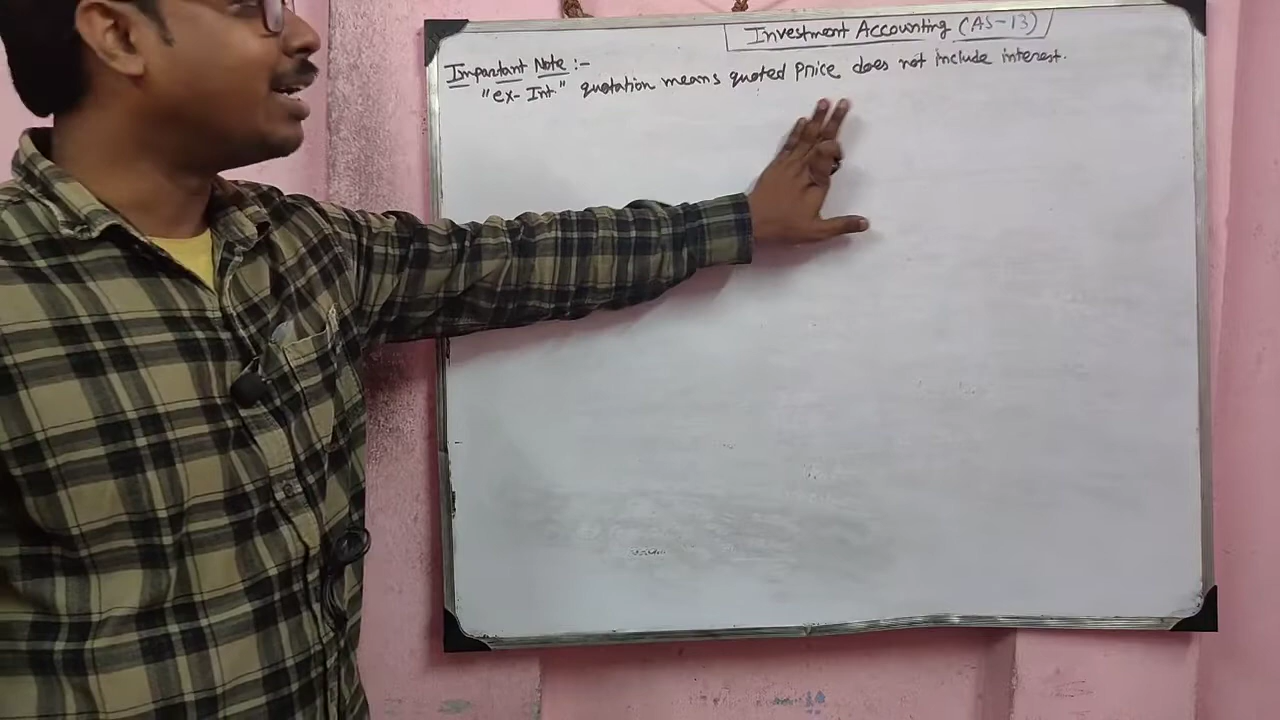 Investment Accounting (AS-13)
Important Note :-
"ex-Int" quotation means quoted Price does not include interest.